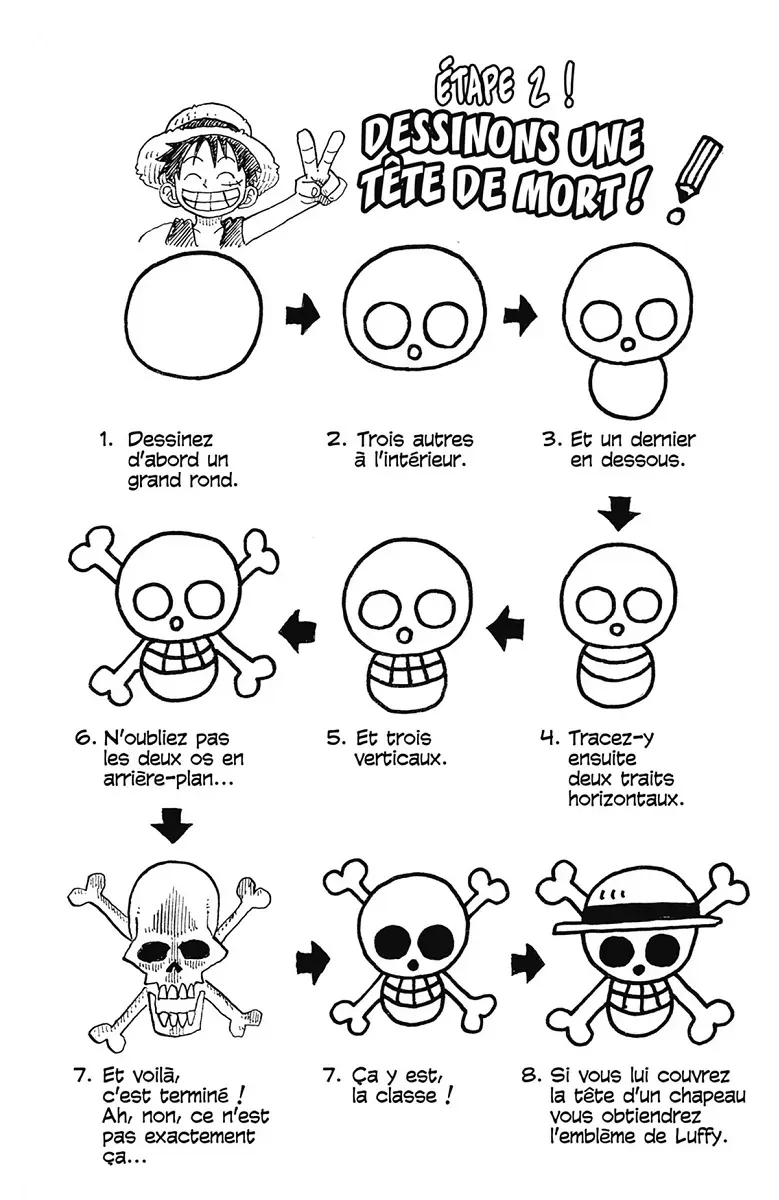 ÉTAPE 2 !
DESSINONS UNE
TÊTE DE MORT !
1. Dessinez
d'abord un
grand rond.
2. Trois autres
à l'intérieur.
3. Et un dernier
en dessous.
4. Tracez-y
ensuite
deux traits
horizontaux.
5. Et trois
verticaux.
6. N'oubliez pas
les deux os en
arrière-plan...
7. Et voilà,
c'est terminé !
Ah, non, ce n'est
pas exactement
ça...
7. Ça y est,
la classe !
8. Si vous lui couvrez
la tête d'un chapeau
vous obtiendrez
l'emblème de Luffy.